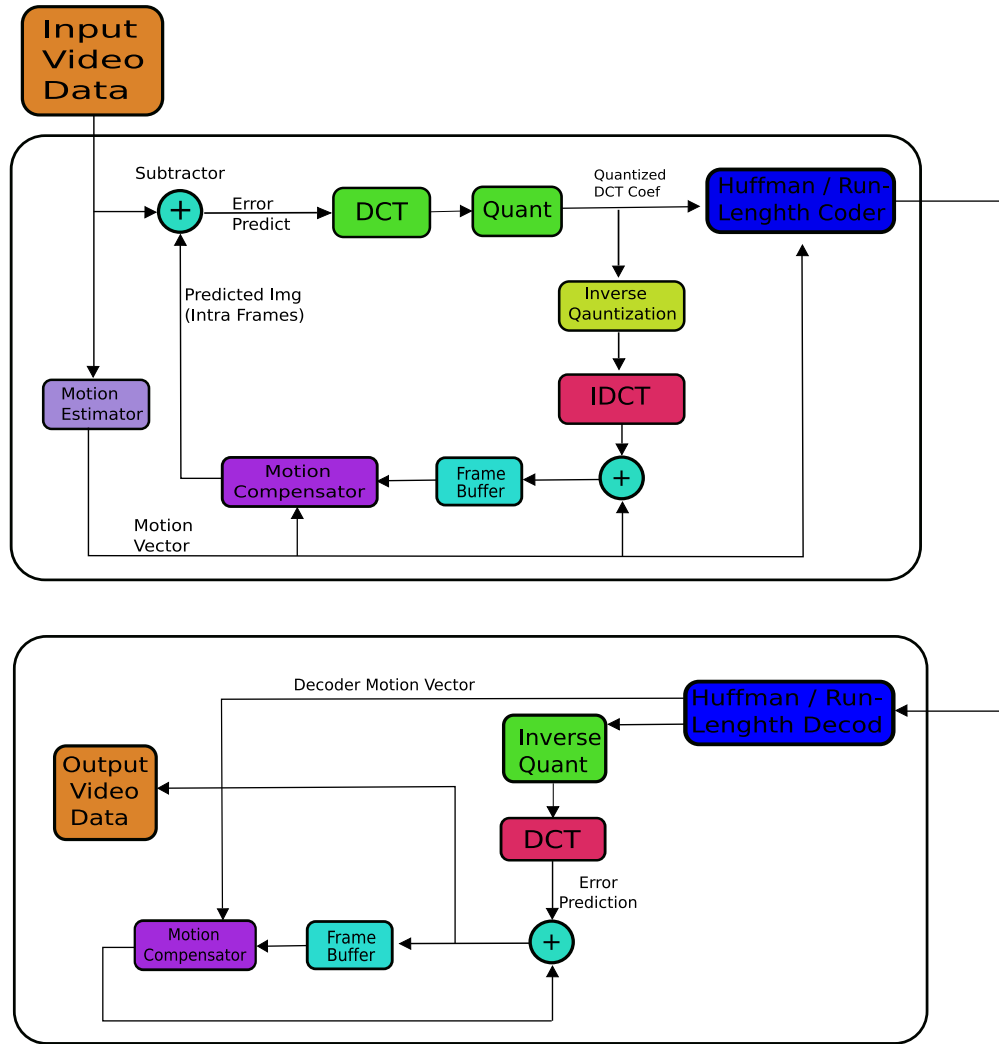 Input
Video
Data
Subtractor
+
Error
Predict
DCT
Quant
Quantized
DCT Coef
Huffman / Run-
Lenghth Coder
Predicted Img
(Intra Frames)
Inverse
Qauntization
IDCT
Motion
Estimator
Motion
Compensator
Frame
Buffer
+
Motion
Vector
Decoder Motion Vector
Huffman / Run-
Lenghth Decod
Inverse
Quant
Output
Video
Data
DCT
Error
Prediction
Motion
Compensator
Frame
Buffer
+